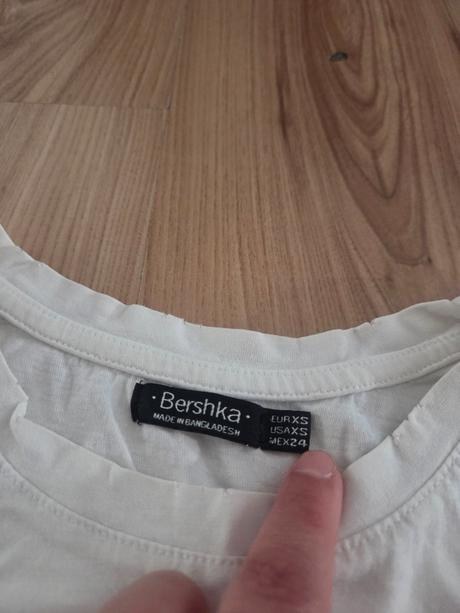 · Bershka ·
MADE IN BANGLADESH
EUR XS
USA XS
MEX 24